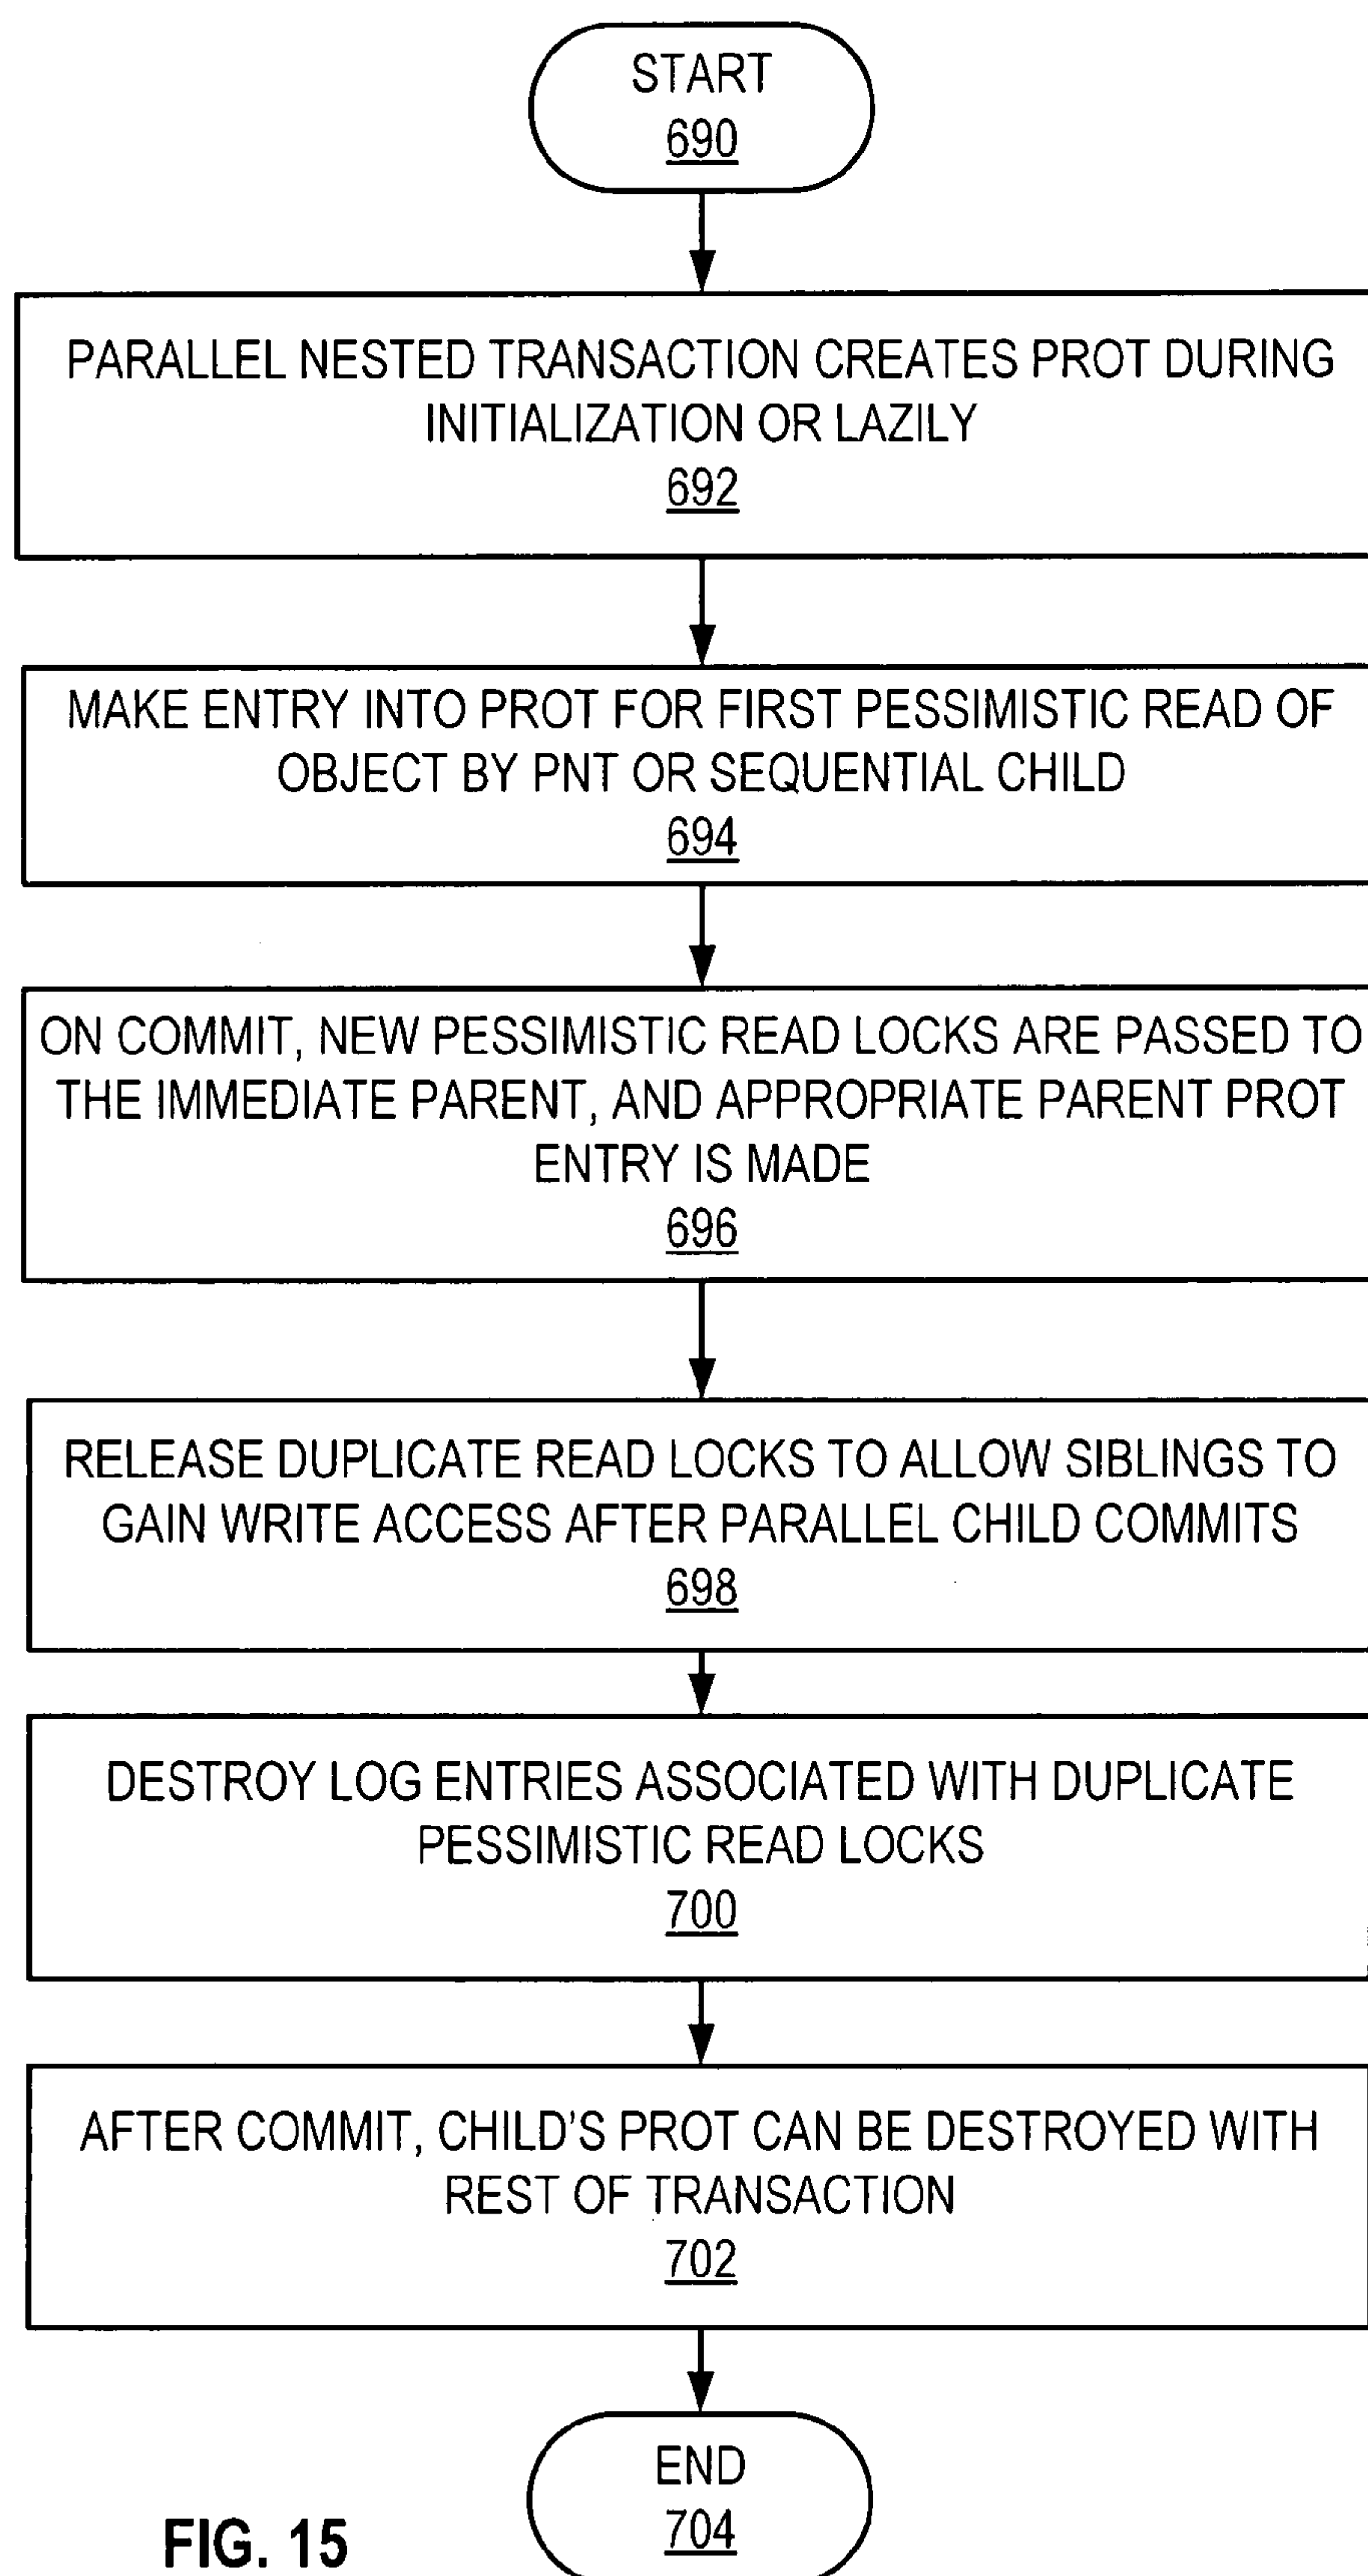 START
690
PARALLEL NESTED TRANSACTION CREATES PROT DURING
INITIALIZATION OR LAZILY
692
MAKE ENTRY INTO PROT FOR FIRST PESSIMISTIC READ OF
OBJECT BY PNT OR SEQUENTIAL CHILD
694
ON COMMIT, NEW PESSIMISTIC READ LOCKS ARE PASSED TO
THE IMMEDIATE PARENT, AND APPROPRIATE PARENT PROT
ENTRY IS MADE
696
RELEASE DUPLICATE READ LOCKS TO ALLOW SIBLINGS TO
GAIN WRITE ACCESS AFTER PARALLEL CHILD COMMITS
698
DESTROY LOG ENTRIES ASSOCIATED WITH DUPLICATE
PESSIMISTIC READ LOCKS
700
AFTER COMMIT, CHILD'S PROT CAN BE DESTROYED WITH
REST OF TRANSACTION
702
END
704
FIG. 15